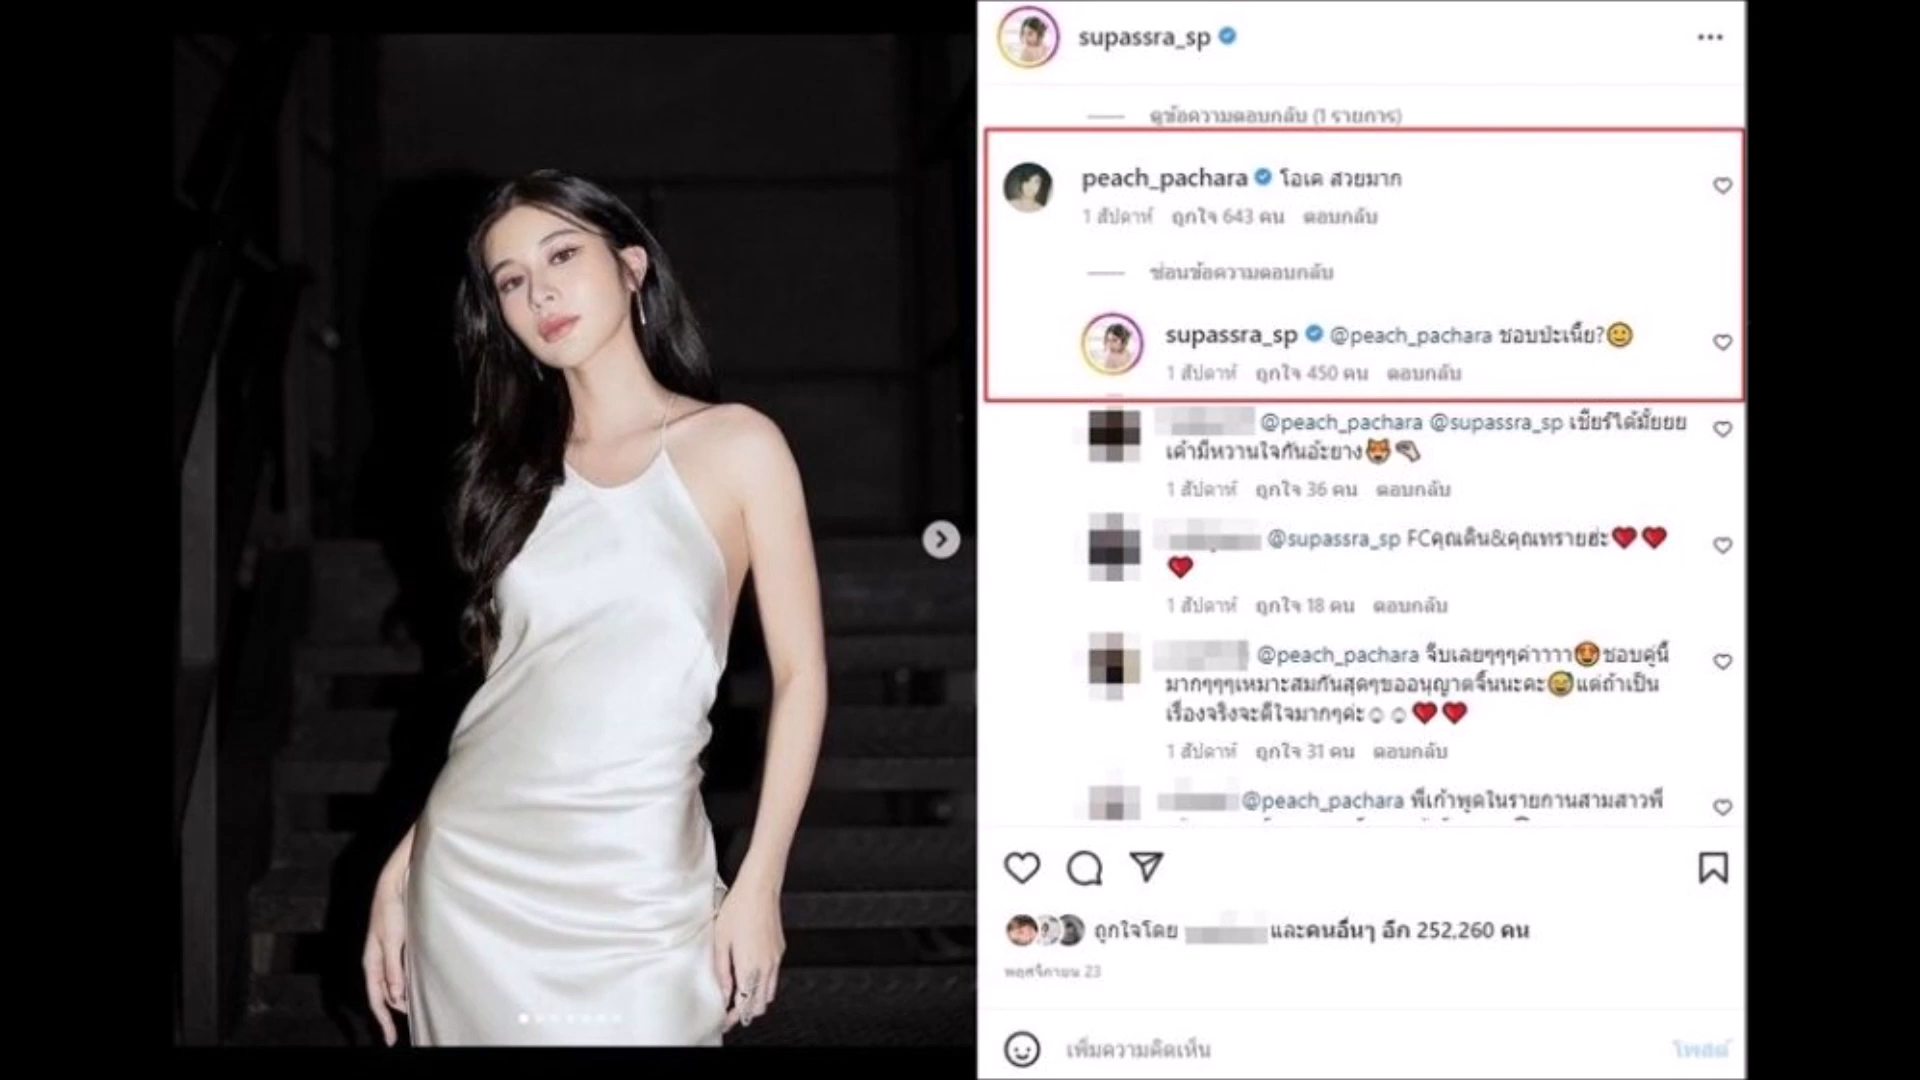 supassra_sp
ดูข้อความตอบกลับ (1 รายการ)
peach_pachara โอเค สวยมาก
1 สัปดาห์ ถูกใจ 643 คน ตอบกลับ
ซ่อนข้อความตอบกลับ
supassra_sp @peach_pachara ชอบป่ะเนี้ย?🙂
1 สัปดาห์ ถูกใจ 450 คน ตอบกลับ
@peach_pachara @supassra_sp เชียร์ได้มั้ยยย
เค้ามีหวานใจกันอ้ะยาง
1 สัปดาห์ ถูกใจ 36 คน ตอบกลับ
@supassra_sp FCคุณดิน&คุณทรายฮ่ะ❤️❤️
❤️
1 สัปดาห์ ถูกใจ 18 คน ตอบกลับ
@peach_pachara จีบเลยๆๆๆค่าาาา😍ชอบคู่นี้
มากๆๆๆเหมาะสมกันสุดๆขออนุญาตจิ้นนะคะ😅แต่ถ้าเป็น
เรื่องจริงจะดีใจมากๆค่ะ☺☺❤️❤️
1 สัปดาห์ ถูกใจ 31 คน ตอบกลับ
@peach_pachara พี่เก้าพูดในรายการสามสาวพี่
ถูกใจโดย และคนอื่นๆ อีก 252,260 คน
พฤศจิกายน 23
เพิ่มความคิดเห็น
โพสต์